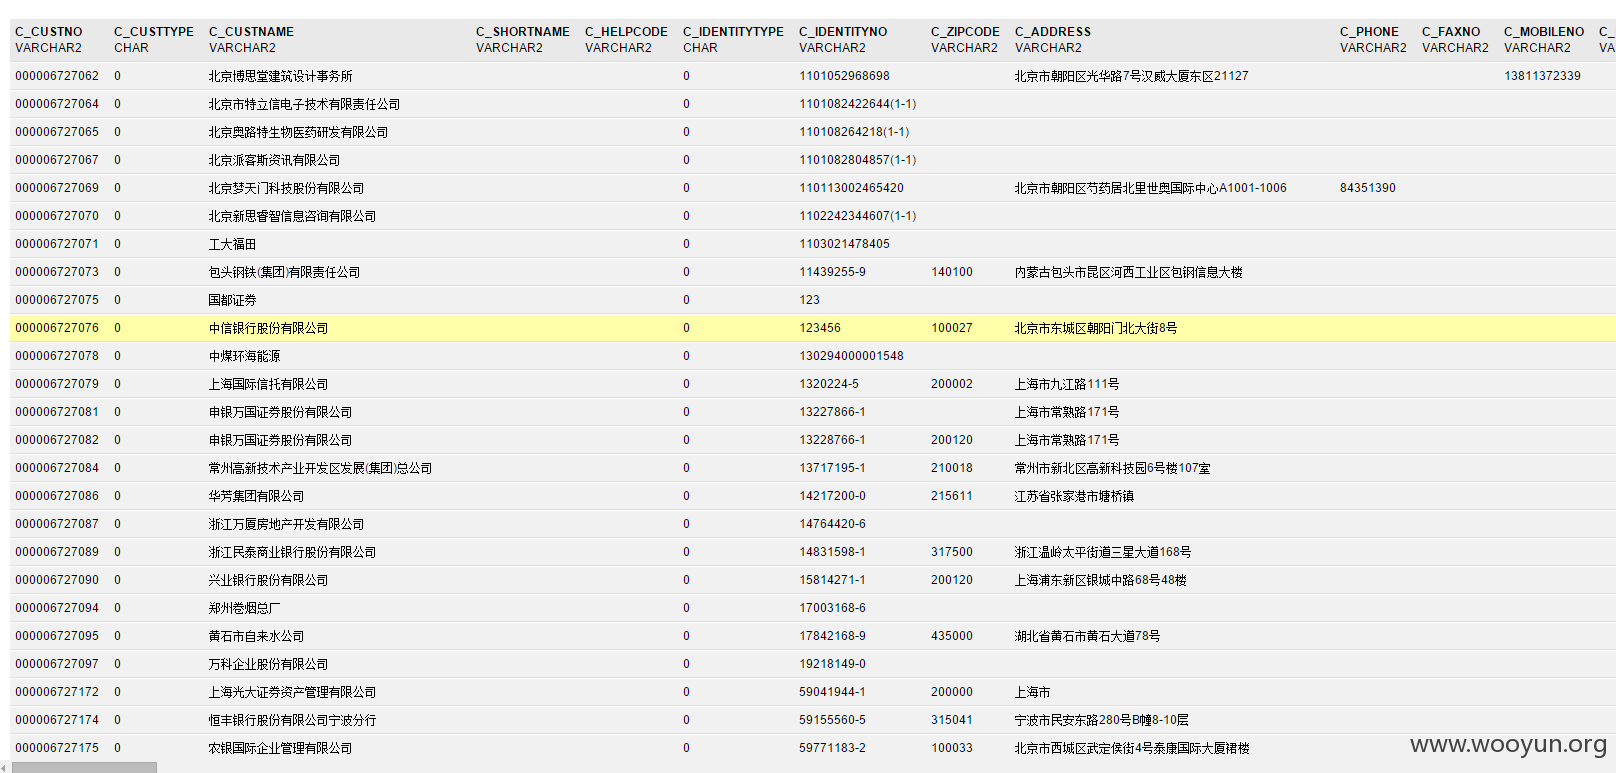 C_CUSTNO C_CUSTTYPE C_CUSTNAME C_SHORTNAME C_HELPCODE C_IDENTITYTYPE C_IDENTITYNO C_ZIPCODE C_ADDRESS C_PHONE C_FAXNO C_MOBILENO C_
VARCHAR2 CHAR VARCHAR2 VARCHAR2 VARCHAR2 CHAR VARCHAR2 VARCHAR2 VARCHAR2 VARCHAR2 VARCHAR2 VARCHAR2 VA
000006727062 0 北京博思堂建筑设计事务所 0 1101052968698 北京市朝阳区光华路7号汉威大厦东区21127 13811372339
000006727064 0 北京市特立信电子技术有限责任公司 0 1101082422644(1-1)
000006727065 0 北京奥路特生物医药研发有限公司 0 110108264218(1-1)
000006727067 0 北京派客斯资讯有限公司 0 1101082804857(1-1)
000006727069 0 北京梦天门科技股份有限公司 0 110113002465420 北京市朝阳区芍药居北里世奥国际中心A1001-1006 84351390
000006727070 0 北京新思睿智信息咨询有限公司 0 1102242344607(1-1)
000006727071 0 工大福田 0 1103021478405
000006727073 0 包头钢铁(集团)有限责任公司 0 11439255-9 140100 内蒙古包头市昆区河西工业区包钢信息大楼
000006727075 0 国都证券 0 123
000006727076 0 中信银行股份有限公司 0 123456 100027 北京市东城区朝阳门北大街8号
000006727078 0 中煤环海能源 0 130294000001548
000006727079 0 上海国际信托有限公司 0 1320224-5 200002 上海市九江路111号
000006727081 0 申银万国证券股份有限公司 0 13227866-1 上海市常熟路171号
000006727082 0 申银万国证券股份有限公司 0 13228766-1 200120 上海市常熟路171号
000006727084 0 常州高新技术产业开发区发展(集团)总公司 0 13717195-1 210018 常州市新北区高新科技园6号楼107室
000006727086 0 华芳集团有限公司 0 14217200-0 215611 江苏省张家港市塘桥镇
000006727087 0 浙江万厦房地产开发有限公司 0 14764420-6
000006727089 0 浙江民泰商业银行股份有限公司 0 14831598-1 317500 浙江温岭太平街道三星大道168号
000006727090 0 兴业银行股份有限公司 0 15814271-1 200120 上海浦东新区银城中路68号48楼
000006727094 0 郑州卷烟总厂 0 17003168-6
000006727095 0 黄石市自来水公司 0 17842168-9 435000 湖北省黄石市黄石大道78号
000006727097 0 万科企业股份有限公司 0 19218149-0
000006727172 0 上海光大证券资产管理有限公司 0 59041944-1 200000 上海市
000006727174 0 恒丰银行股份有限公司宁波分行 0 59155560-5 315041 宁波市民安东路280号B幢8-10层
000006727175 0 农银国际企业管理有限公司 0 59771183-2 100033 北京市西城区武定侯街4号泰康国际大厦裙楼
www.wooyun.org